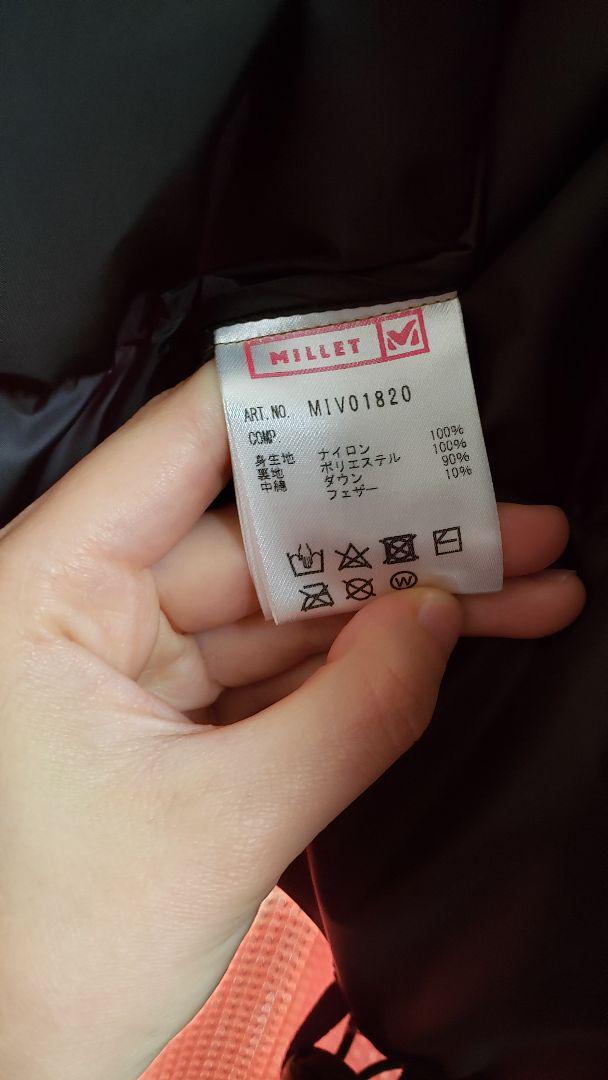 MILLET
ART.NO. MIV01820
COMP.
身生地 ナイロン 100%
裏地 ポリエステル 100%
中綿 ダウン 90%
フェザー 10%
W